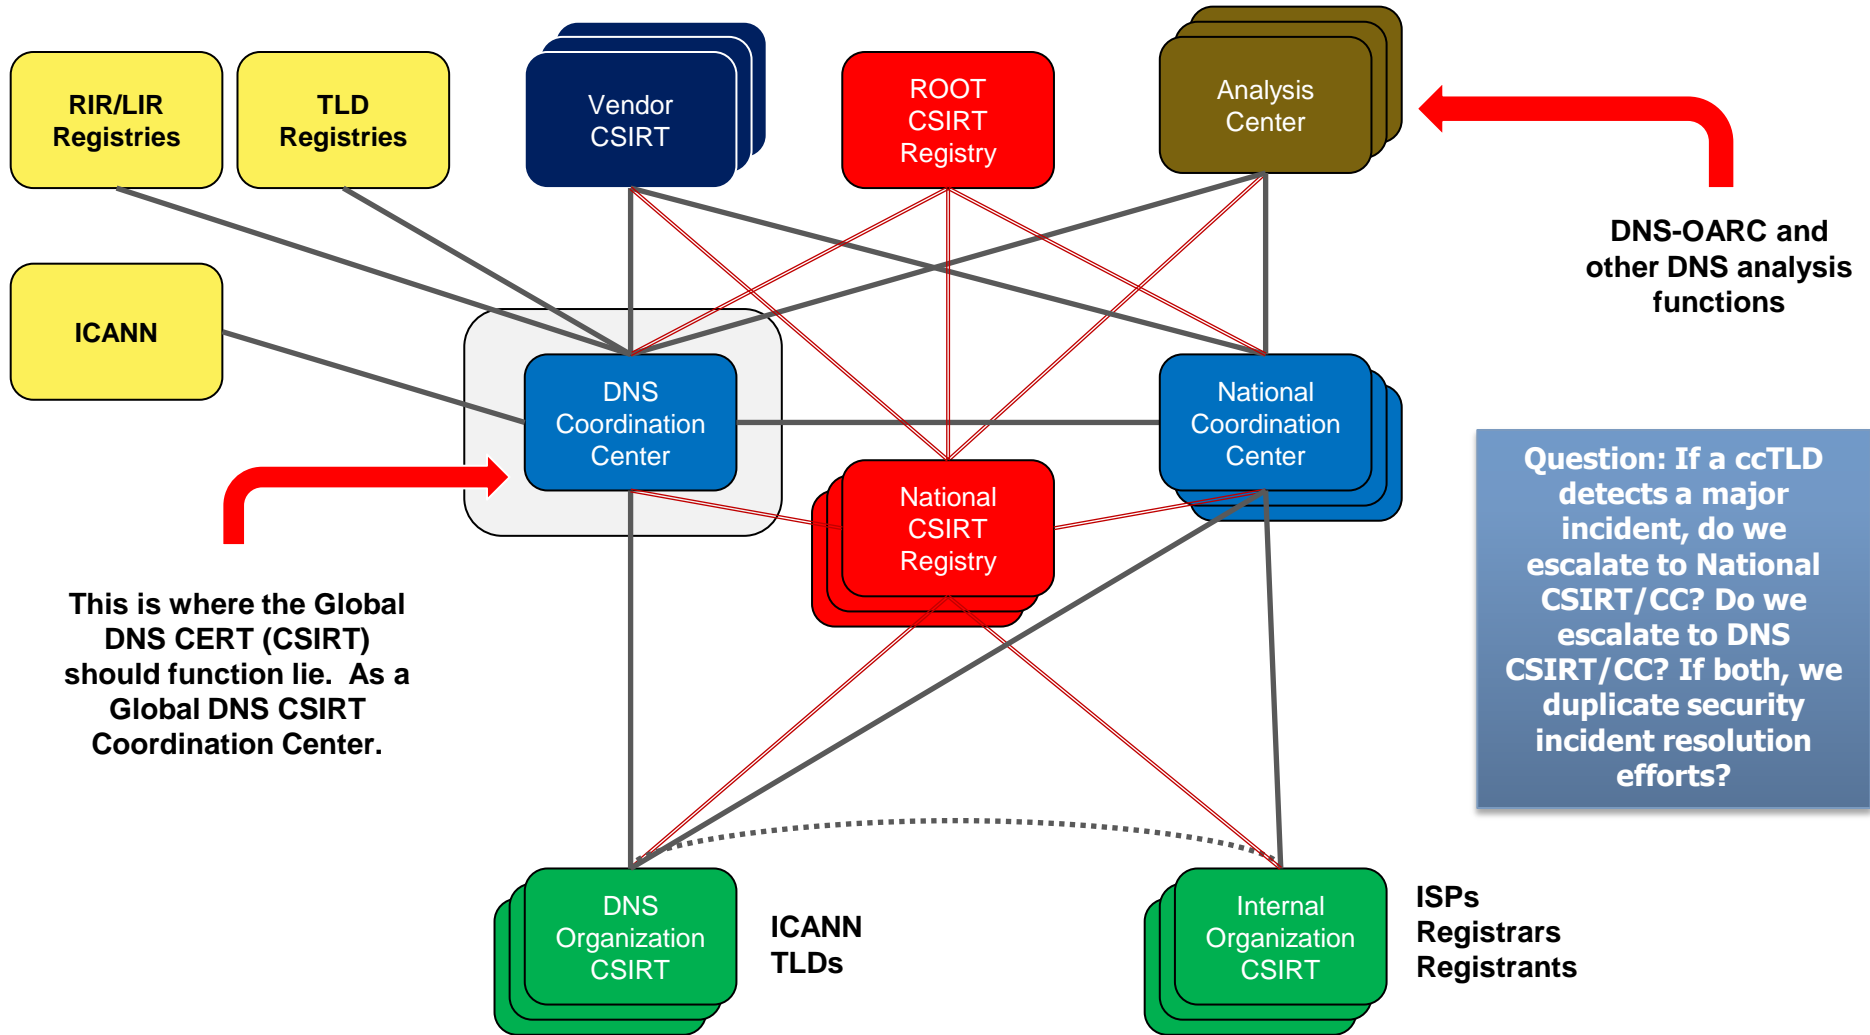 RIR/LIR
Registries
TLD
Registries
Vendor
CSIRT
ROOT
CSIRT
Registry
Analysis
Center
DNS-OARC and
other DNS analysis
functions
ICANN
DNS
Coordination
Center
National
Coordination
Center
National
CSIRT
Registry
This is where the Global
DNS CERT (CSIRT)
should function lie.  As a
Global DNS CSIRT
Coordination Center.
Question: If a ccTLD
detects a major
incident, do we
escalate to National
CSIRT/CC? Do we
escalate to DNS
CSIRT/CC? If both, we
duplicate security
incident resolution
efforts?
DNS
Organization
CSIRT
ICANN
TLDs
Internal
Organization
CSIRT
ISPs
Registrars
Registrants